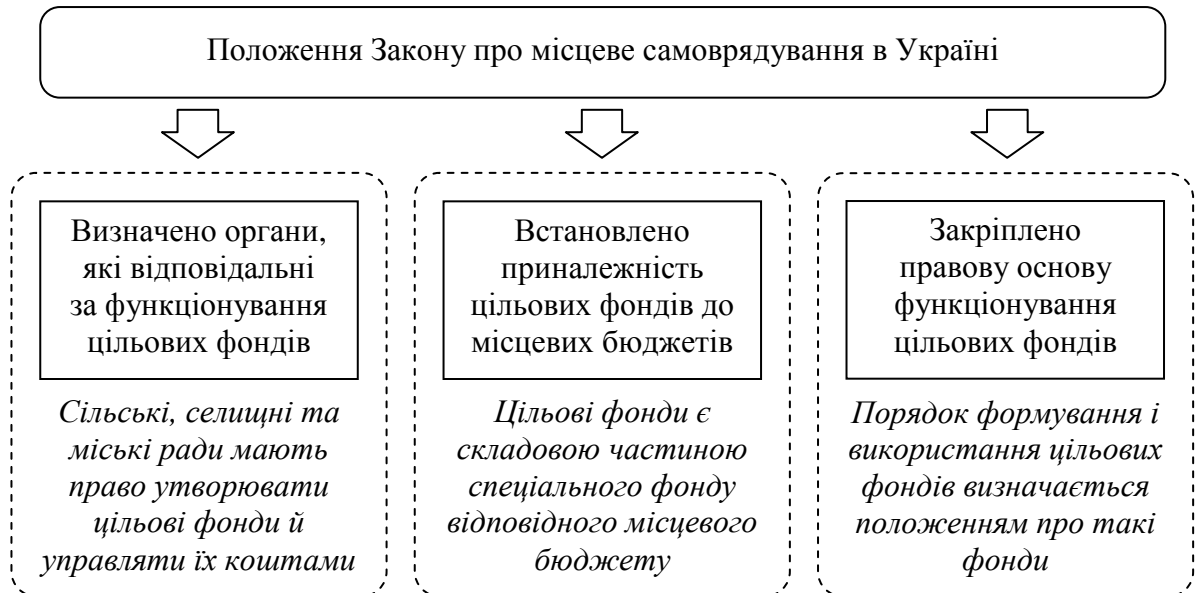 Положення Закону про місцеве самоврядування в Україні
Визначено органи,
які відповідальні
за функціонування
цільових фондів
Сільські, селищні та
міські ради мають
право утворювати
цільові фонди й
управляти їх коштами
Встановлено
приналежність
цільових фондів до
місцевих бюджетів
Цільові фонди є
складовою частиною
спеціального фонду
відповідного місцевого
бюджету
Закріплено
правову основу
функціонування
цільових фондів
Порядок формування і
використання цільових
фондів визначається
положенням про такі
фонди